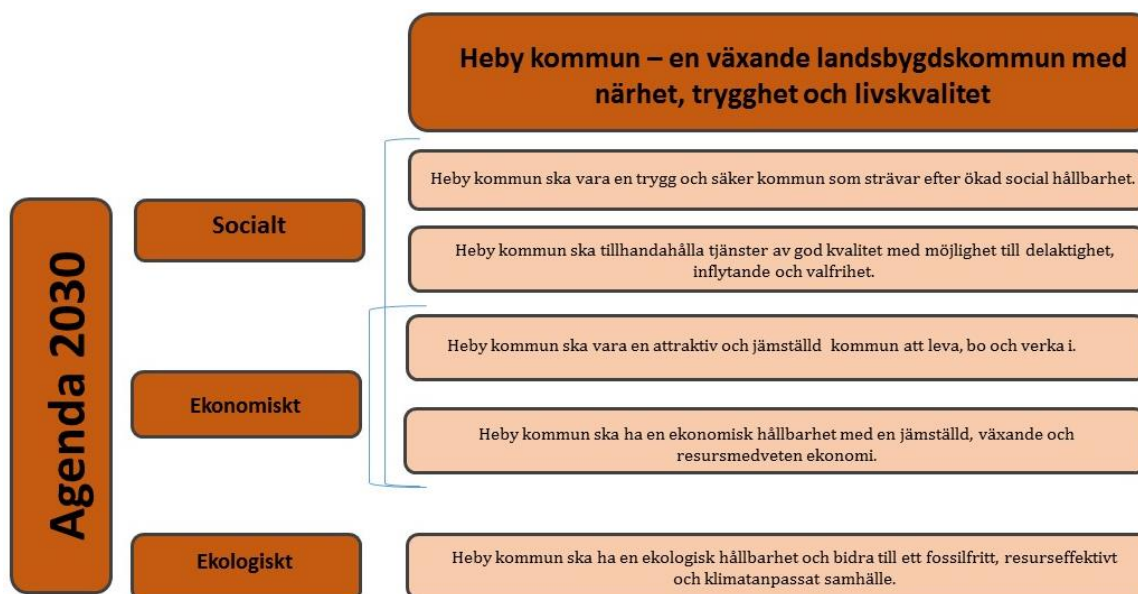 Heby kommun – en växande landsbygdskommun med
närhet, trygghet och livskvalitet
Agenda 2030
Socialt
Heby kommun ska vara en trygg och säker kommun som strävar efter ökad social hållbarhet.
Heby kommun ska tillhandahålla tjänster av god kvalitet med möjlighet till delaktighet,
inflytande och valfrihet.
Ekonomiskt
Heby kommun ska vara en attraktiv och jämställd kommun att leva, bo och verka i.
Heby kommun ska ha en ekonomisk hållbarhet med en jämställd, växande och
resursmedveten ekonomi.
Ekologiskt
Heby kommun ska ha en ekologisk hållbarhet och bidra till ett fossilfritt, resurseffektivt
och klimatanpassat samhälle.